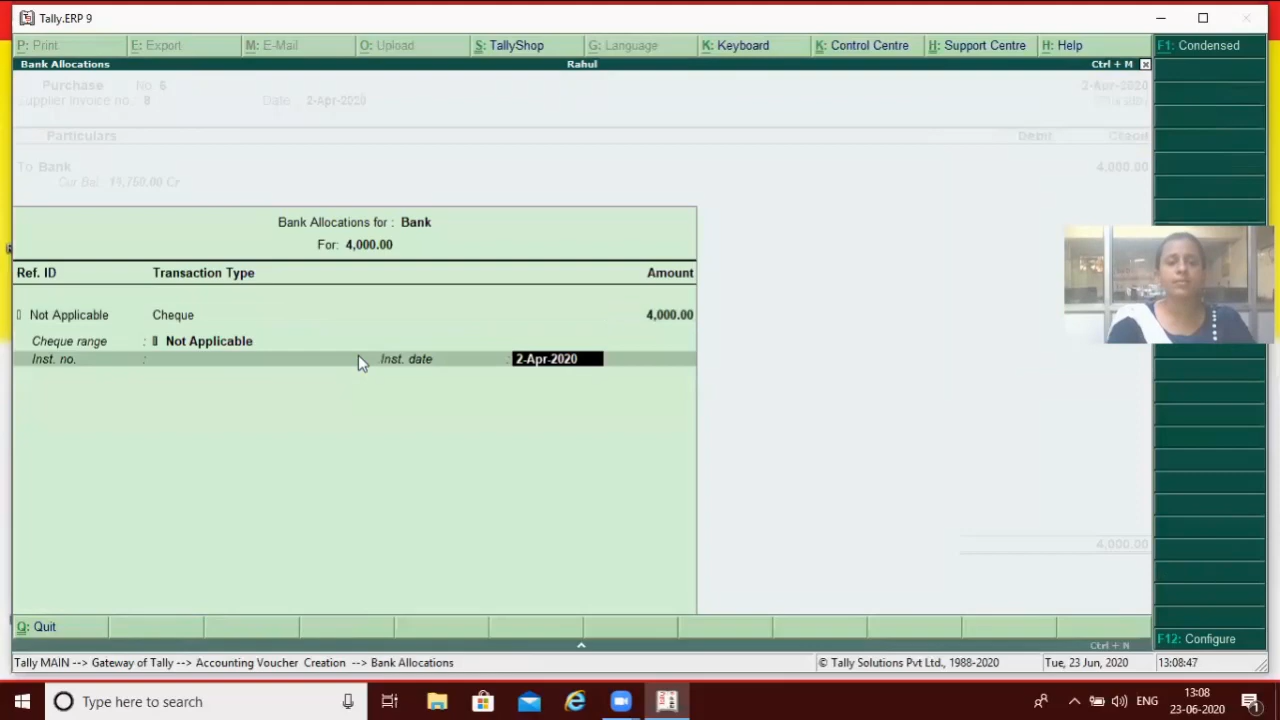 Tally.ERP 9
P: Print E: Export M: E-Mail O: Upload S: TallyShop G: Language K: Keyboard K: Control Centre H: Support Centre H: Help F1: Condensed
Bank Allocations Rahul Ctrl + M
Purchase No. 6 2-Apr-2020
Supplier invoice no.: 8 Date: 2-Apr-2020
Particulars Debit Credit
To Bank 4,000.00
Cur Bal:
Bank Allocations for : Bank
For: 4,000.00
Ref. ID Transaction Type Amount
Not Applicable Cheque 4,000.00
Cheque range : Not Applicable
Inst. no. : Inst. date : 2-Apr-2020
4,000.00
Q: Quit
Ctrl + N F12: Configure
Tally MAIN --> Gateway of Tally --> Accounting Voucher Creation --> Bank Allocations © Tally Solutions Pvt Ltd., 1988-2020 Tue, 23 Jun, 2020 13:08:47
Type here to search ENG 13:08
23-06-2020 1